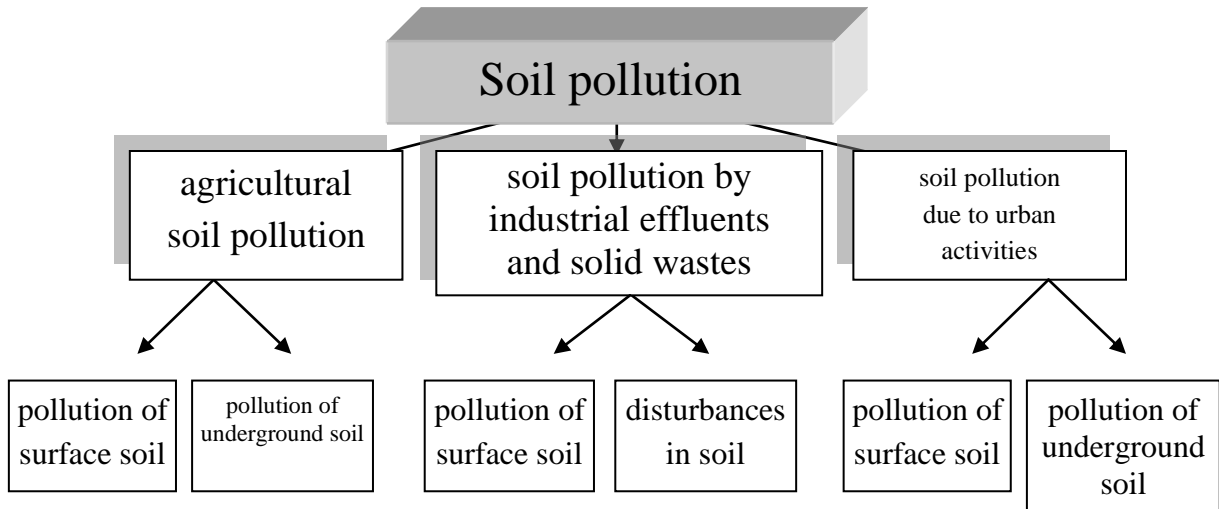 Soil pollution
agricultural
soil pollution
soil pollution by
industrial effluents
and solid wastes
soil pollution
due to urban
activities
pollution of
surface soil
pollution of
underground soil
pollution of
surface soil
disturbances
in soil
pollution of
surface soil
pollution of
underground
soil